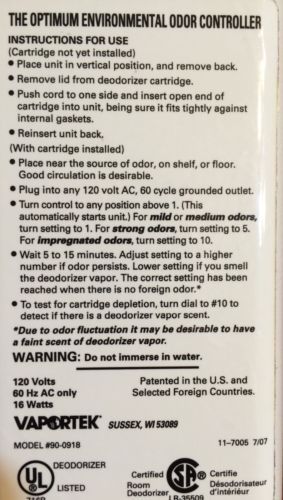 THE OPTIMUM ENVIRONMENTAL ODOR CONTROLLER
INSTRUCTIONS FOR USE
(Cartridge not yet installed)
● Place unit in vertical position, and remove back.
● Remove lid from deodorizer cartridge.
● Push cord to one side and insert open end of
cartridge into unit, being sure it fits tightly against
internal gaskets.
● Reinsert unit back.
(With cartridge installed)
● Place near the source of odor, on shelf, or floor.
Good circulation is desirable.
● Plug into any 120 volt AC, 60 cycle grounded outlet.
● Turn control to any position above 1. (This
automatically starts unit.) For mild or medium odors,
turn setting to 1. For strong odors, turn setting to 5.
For impregnated odors, turn setting to 10.
● Wait 5 to 15 minutes. Adjust setting to a higher
number if odor persists. Lower setting if you smell
the deodorizer vapor. The correct setting has been
reached when there is no foreign odor.*
● To test for cartridge depletion, turn dial to #10 to
detect if there is a deodorizer vapor scent.
*Due to odor fluctuation it may be desirable to have
a faint scent of deodorizer vapor.
WARNING: Do not immerse in water.
120 Volts
60 Hz AC only
16 Watts
Patented in the U.S. and
Selected Foreign Countries.
VAPORTEK® SUSSEX, WI 53089
MODEL #90-0918 11-7005 7/07
UL ® DEODORIZER
LISTED
Certified
Room
Deodorizer
SA ®
LR-35509
Certifie
Désodorisateur
d'intérieur